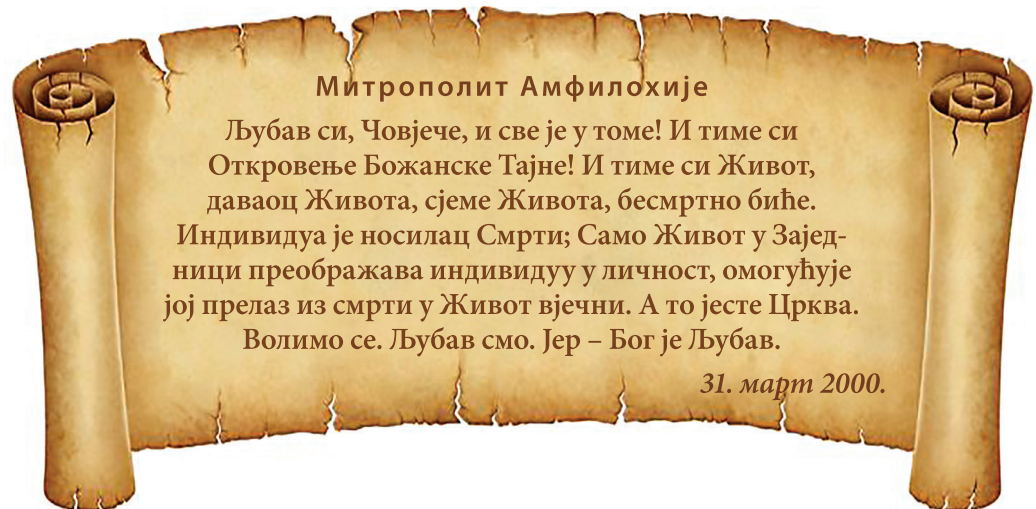 Митрополит Амфилохије
Љубав си, Човјече, и све је у томе! И тиме си
Откровење Божанске Тајне! И тиме си Живот,
даваоц Живота, сјеме Живота, бесмртно биће.
Индивидуа је носилац Смрти; Само Живот у Зајед-
ници преображава индивидуу у личност, омогућује
јој прелаз из смрти у Живот вјечни. А то јесте Црква.
Волимо се. Љубав смо. Јер – Бог је Љубав.
31. март 2000.